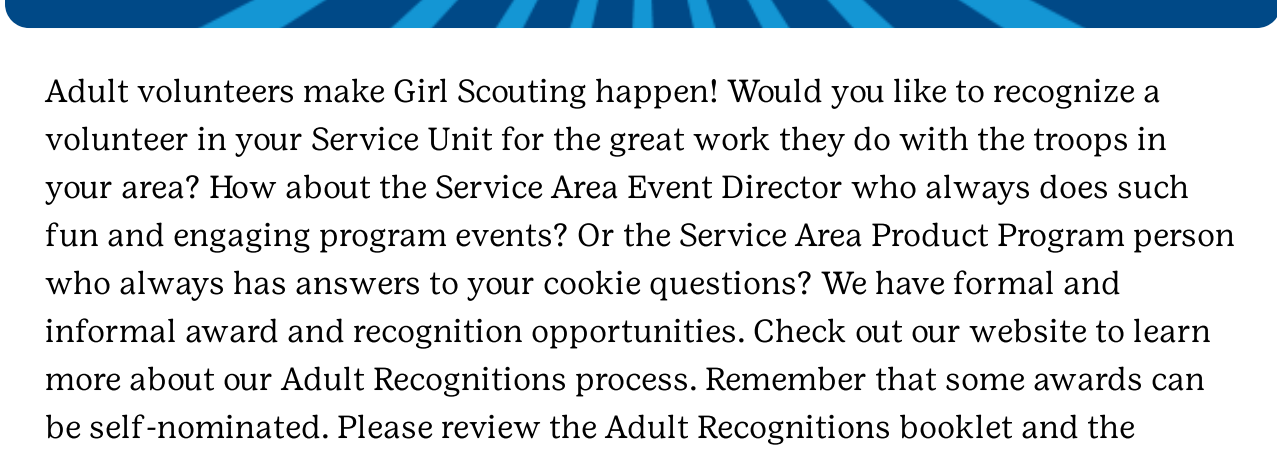 Adult volunteers make Girl Scouting happen! Would you like to recognize a
volunteer in your Service Unit for the great work they do with the troops in
your area? How about the Service Area Event Director who always does such
fun and engaging program events? Or the Service Area Product Program person
who always has answers to your cookie questions? We have formal and
informal award and recognition opportunities. Check out our website to learn
more about our Adult Recognitions process. Remember that some awards can
be self-nominated. Please review the Adult Recognitions booklet and the